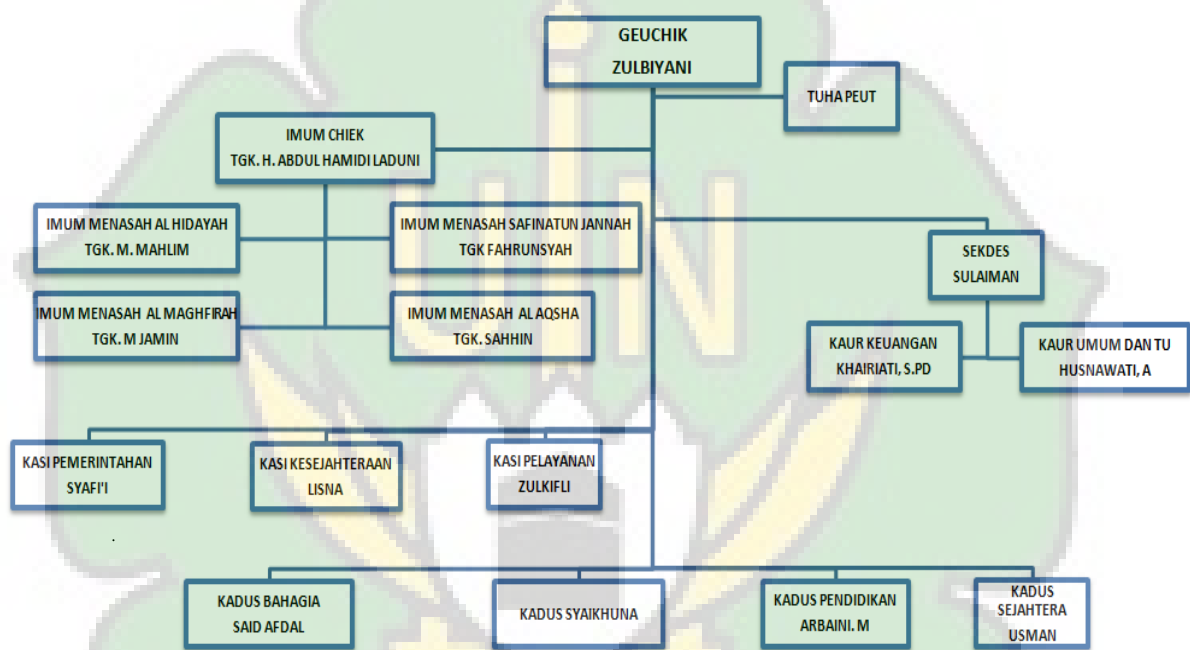 GEUCHIK
ZULBIYANI
TUHA PEUT
IMUM CHIEK
TGK. H. ABDUL HAMIDI LADUNI
IMUM MENASAH AL HIDAYAH
TGK. M. MAHLIM
IMUM MENASAH SAFINATUN JANNAH
TGK FAHRUNSYAH
SEKDES
SULAIMAN
IMUM MENASAH AL MAGHFIRAH
TGK. M JAMIN
IMUM MENASAH AL AQSHA
TGK. SAHHIN
KAUR KEUANGAN
KHAIRIATI, S.PD
KAUR UMUM DAN TU
HUSNAWATI, A
KASI PEMERINTAHAN
SYAFI'I
KASI KESEJAHTERAAN
LISNA
KASI PELAYANAN
ZULKIFLI
KADUS BAHAGIA
SAID AFDAL
KADUS SYAIKHUNA
KADUS PENDIDIKAN
ARBAINI. M
KADUS
SEJAHTERA
USMAN
UIN